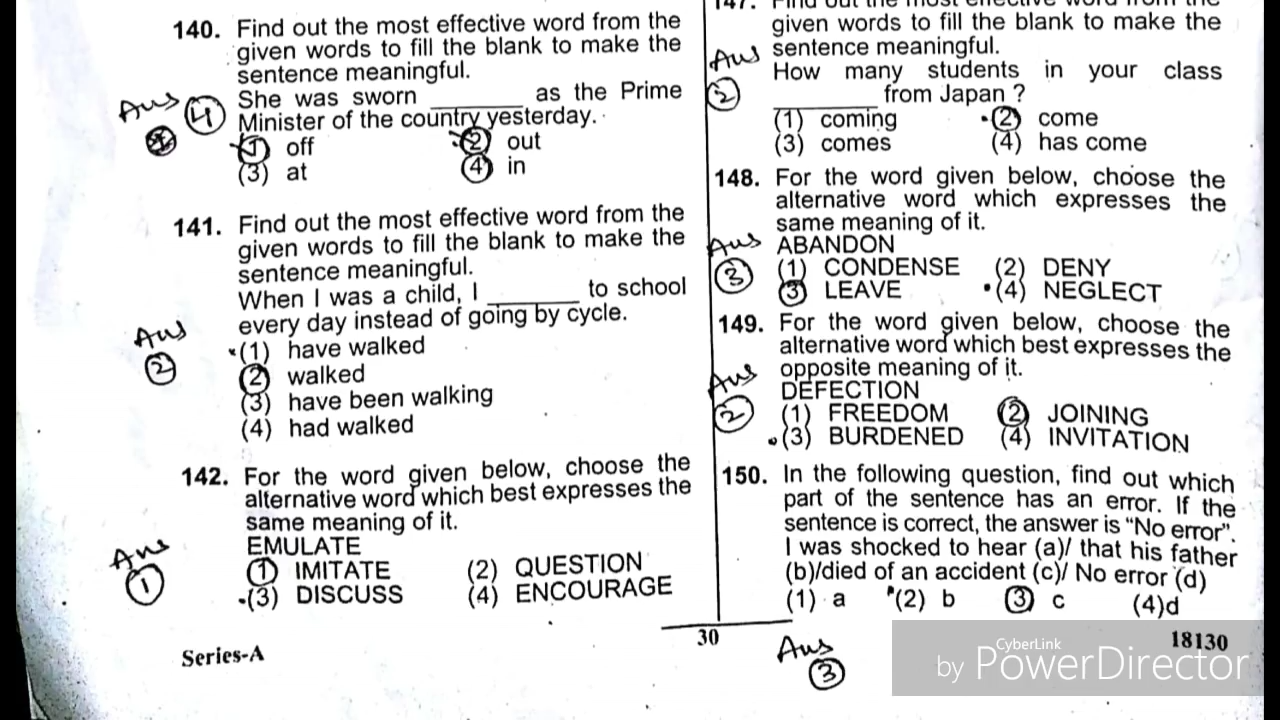 140. Find out the most effective word from the
given words to fill the blank to make the
sentence meaningful.
Ans (4) She was sworn ________ as the Prime
Minister of the country yesterday.
(1) off (2) out
(3) at (4) in
141. Find out the most effective word from the
given words to fill the blank to make the
sentence meaningful.
When I was a child, I ________ to school
every day instead of going by cycle.
Ans (2)
(1) have walked
(2) walked
(3) have been walking
(4) had walked
142. For the word given below, choose the
alternative word which best expresses the
same meaning of it.
EMULATE
Ans (1)
(1) IMITATE (2) QUESTION
(3) DISCUSS (4) ENCOURAGE
Series-A
147. Find out the most effective word from the
given words to fill the blank to make the
sentence meaningful.
Ans (2)
How many students in your class
________ from Japan ?
(1) coming (2) come
(3) comes (4) has come
148. For the word given below, choose the
alternative word which expresses the
same meaning of it.
Ans (3)
ABANDON
(1) CONDENSE (2) DENY
(3) LEAVE (4) NEGLECT
149. For the word given below, choose the
alternative word which best expresses the
opposite meaning of it.
Ans (2)
DEFECTION
(1) FREEDOM (2) JOINING
(3) BURDENED (4) INVITATION
150. In the following question, find out which
part of the sentence has an error. If the
sentence is correct, the answer is "No error".
I was shocked to hear (a)/ that his father
(b)/died of an accident (c)/ No error (d)
(1) a (2) b (3) c (4)d
30
Ans (3)
18130
CyberLink
by PowerDirector